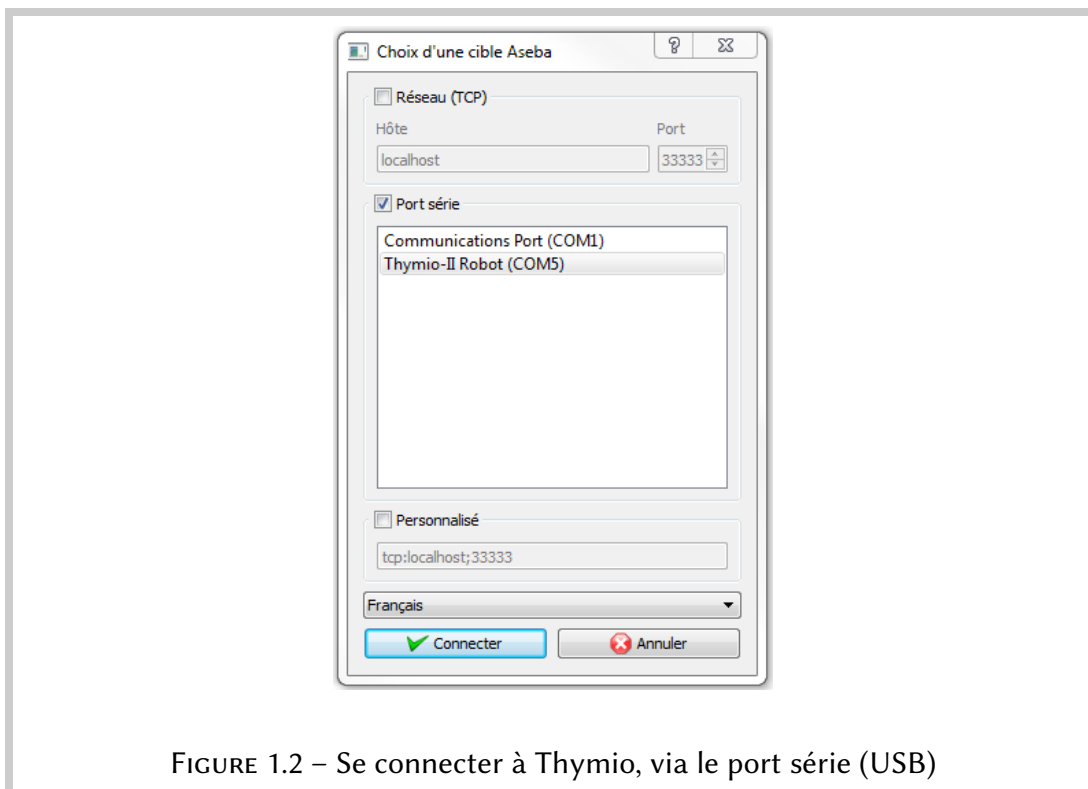 Choix d'une cible Aseba
Réseau (TCP)
Hôte Port
localhost 33333
Port série
Communications Port (COM1)
Thymio-II Robot (COM5)
Personnalisé
tcp:localhost;33333
Français
Connecter Annuler
FIGURE 1.2 – Se connecter à Thymio, via le port série (USB)